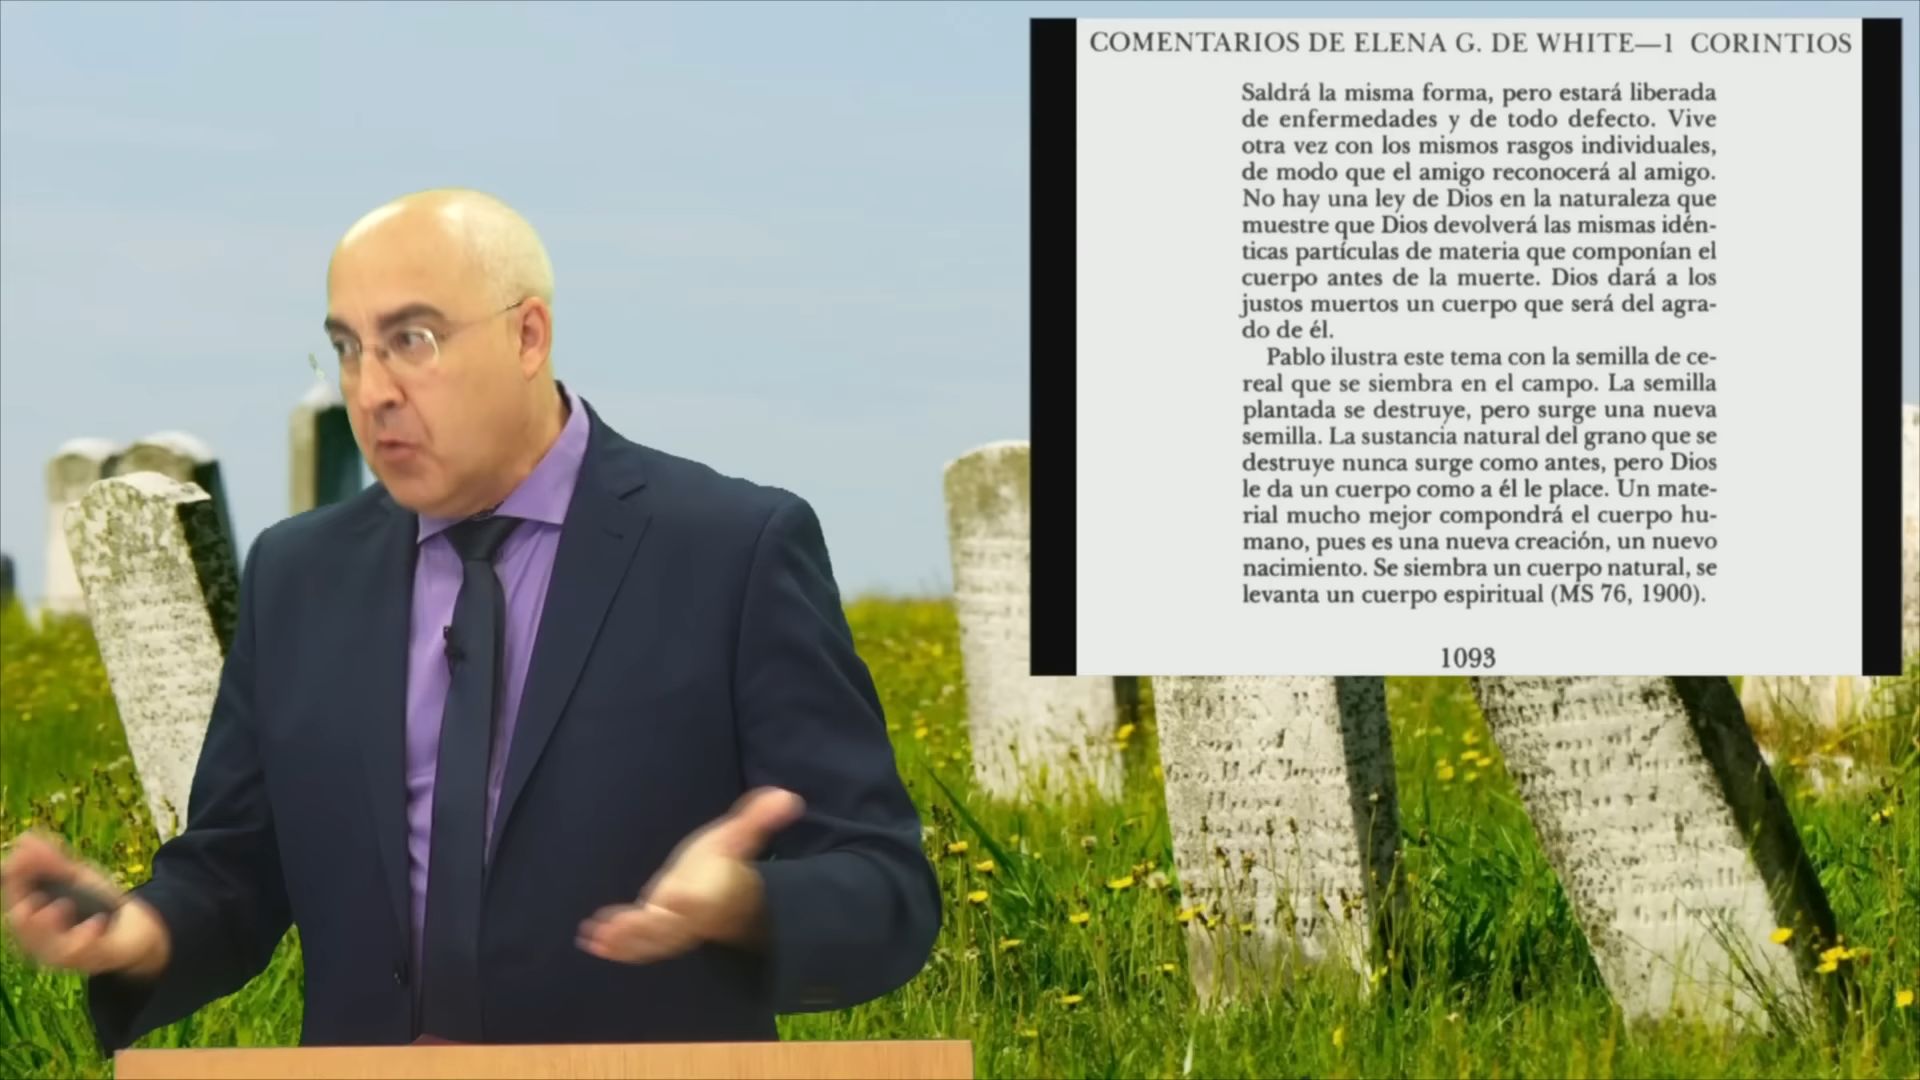 COMENTARIOS DE ELENA G. DE WHITE—1 CORINTIOS
Saldrá la misma forma, pero estará liberada
de enfermedades y de todo defecto. Vive
otra vez con los mismos rasgos individuales,
de modo que el amigo reconocerá al amigo.
No hay una ley de Dios en la naturaleza que
muestre que Dios devolverá las mismas idén-
ticas partículas de materia que componían el
cuerpo antes de la muerte. Dios dará a los
justos muertos un cuerpo que será del agra-
do de él.
Pablo ilustra este tema con la semilla de ce-
real que se siembra en el campo. La semilla
plantada se destruye, pero surge una nueva
semilla. La sustancia natural del grano que se
destruye nunca surge como antes, pero Dios
le da un cuerpo como a él le place. Un mate-
rial mucho mejor compondrá el cuerpo hu-
mano, pues es una nueva creación, un nuevo
nacimiento. Se siembra un cuerpo natural, se
levanta un cuerpo espiritual (MS 76, 1900).
1093